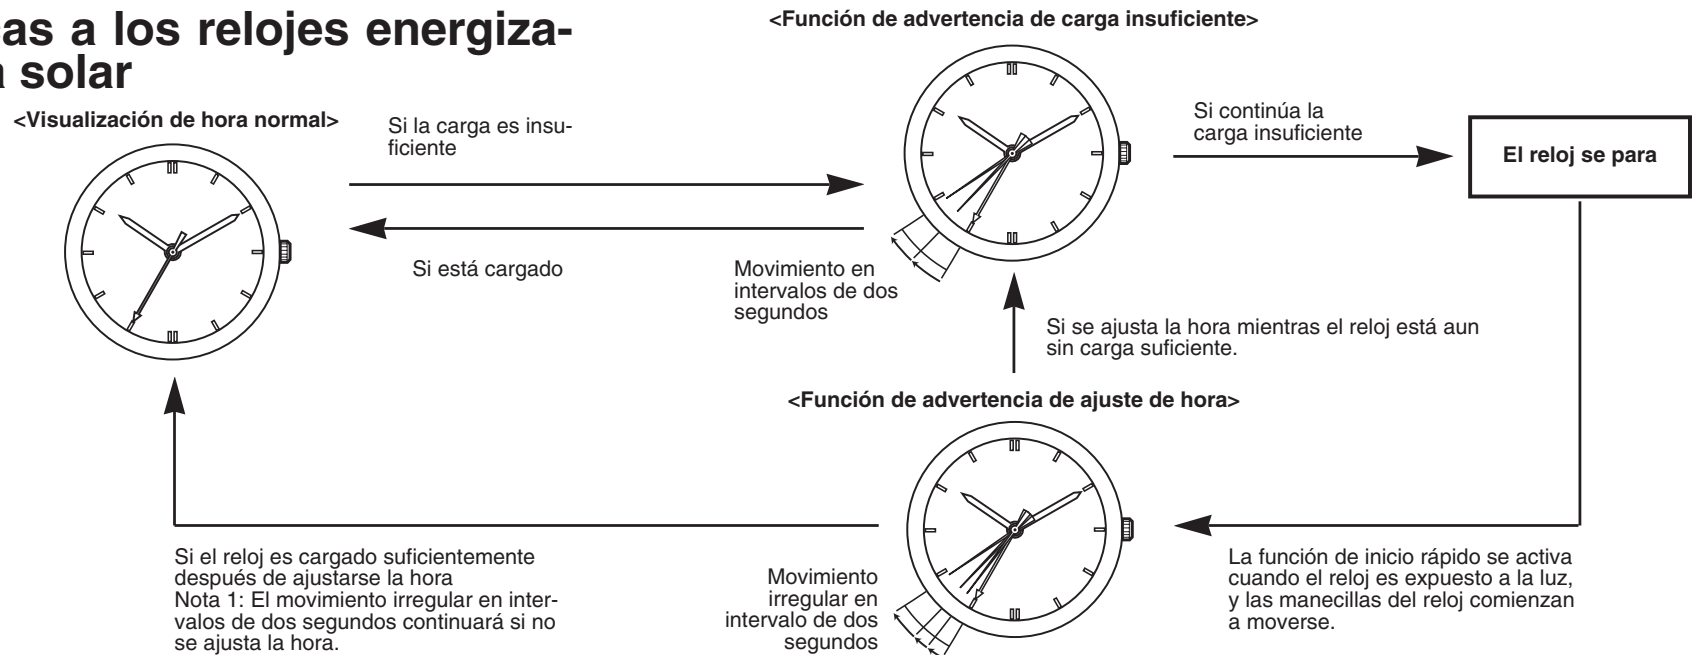 as a los relojes energiza-
a solar
<Función de advertencia de carga insuficiente>
<Visualización de hora normal>
Si la carga es insu-
ficiente
Si continúa la
carga insuficiente
El reloj se para
Si está cargado
Movimiento en
intervalos de dos
segundos
Si se ajusta la hora mientras el reloj está aun
sin carga suficiente.
<Función de advertencia de ajuste de hora>
Si el reloj es cargado suficientemente
después de ajustarse la hora
Nota 1: El movimiento irregular en inter-
valos de dos segundos continuará si no
se ajusta la hora.
Movimiento
irregular en
intervalo de dos
segundos
La función de inicio rápido se activa
cuando el reloj es expuesto a la luz,
y las manecillas del reloj comienzan
a moverse.